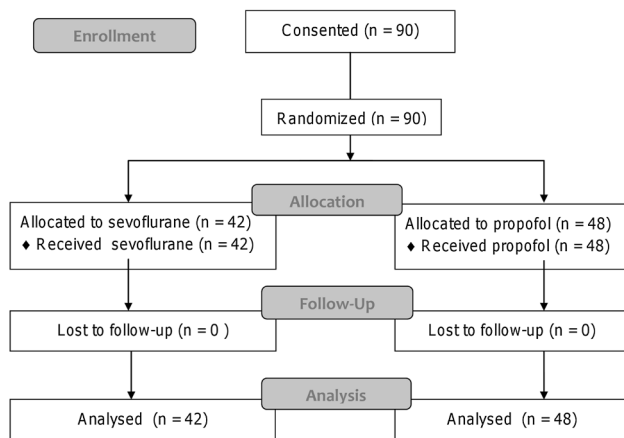 Enrollment
Consented (n = 90)
Randomized (n = 90)
Allocation
Allocated to sevoflurane (n = 42)
♦ Received sevoflurane (n = 42)
Allocated to propofol (n = 48)
♦ Received propofol (n = 48)
Follow-Up
Lost to follow-up (n = 0 )
Lost to follow-up (n = 0)
Analysis
Analysed (n = 42)
Analysed (n = 48)